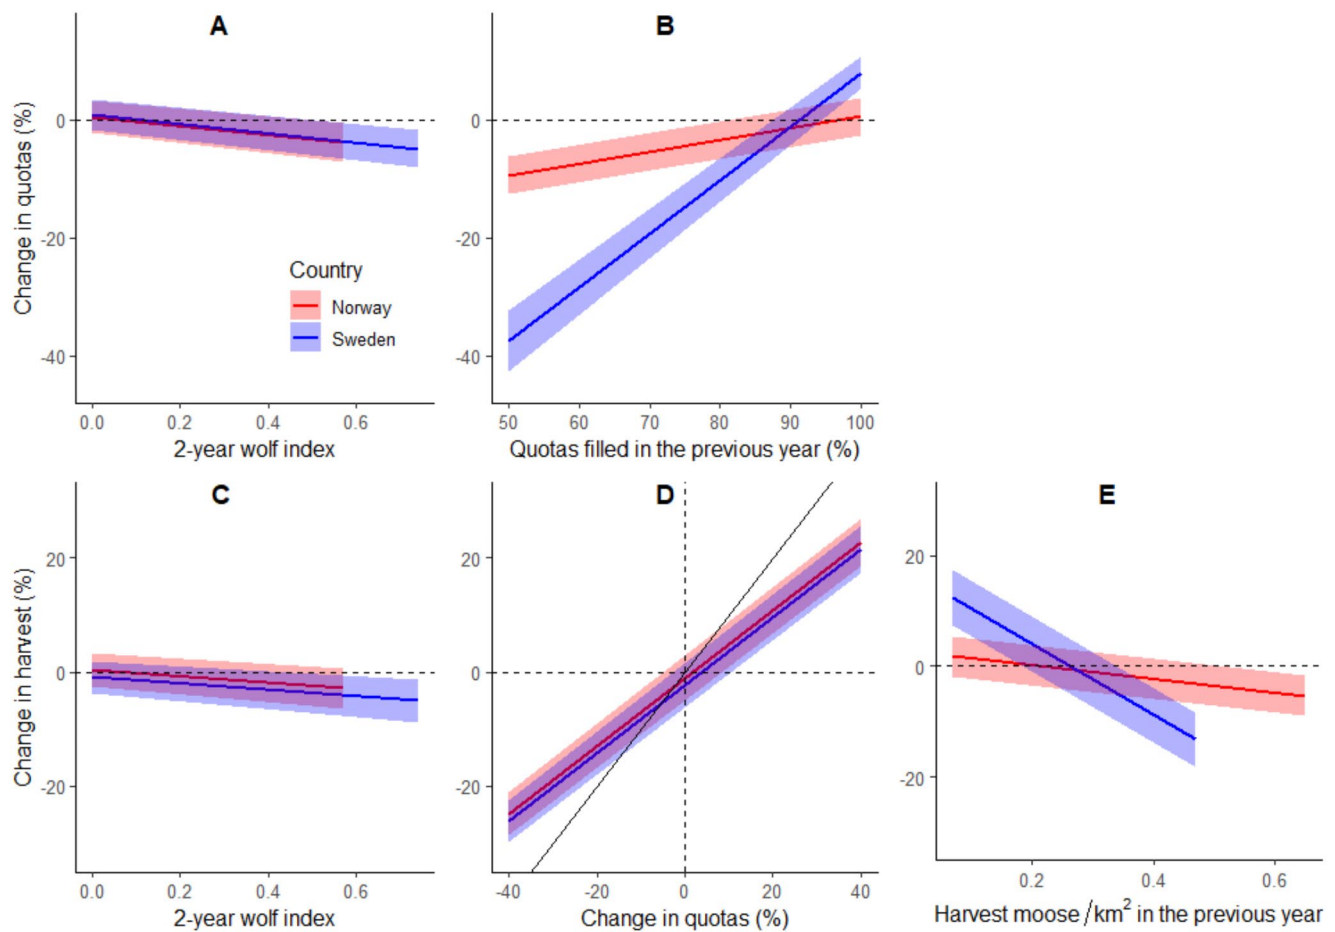 A
B
Change in quotas (%)
0
-20
-40
0
-20
-40
Country
Norway
Sweden
0.0 0.2 0.4 0.6
50 60 70 80 90 100
2-year wolf index
Quotas filled in the previous year (%)
C
D
E
Change in harvest (%)
20
0
-20
20
0
-20
20
0
-20
0.0 0.2 0.4 0.6
-40 -20 0 20 40
0.2 0.4 0.6
2-year wolf index
Change in quotas (%)
Harvest moose/km² in the previous year